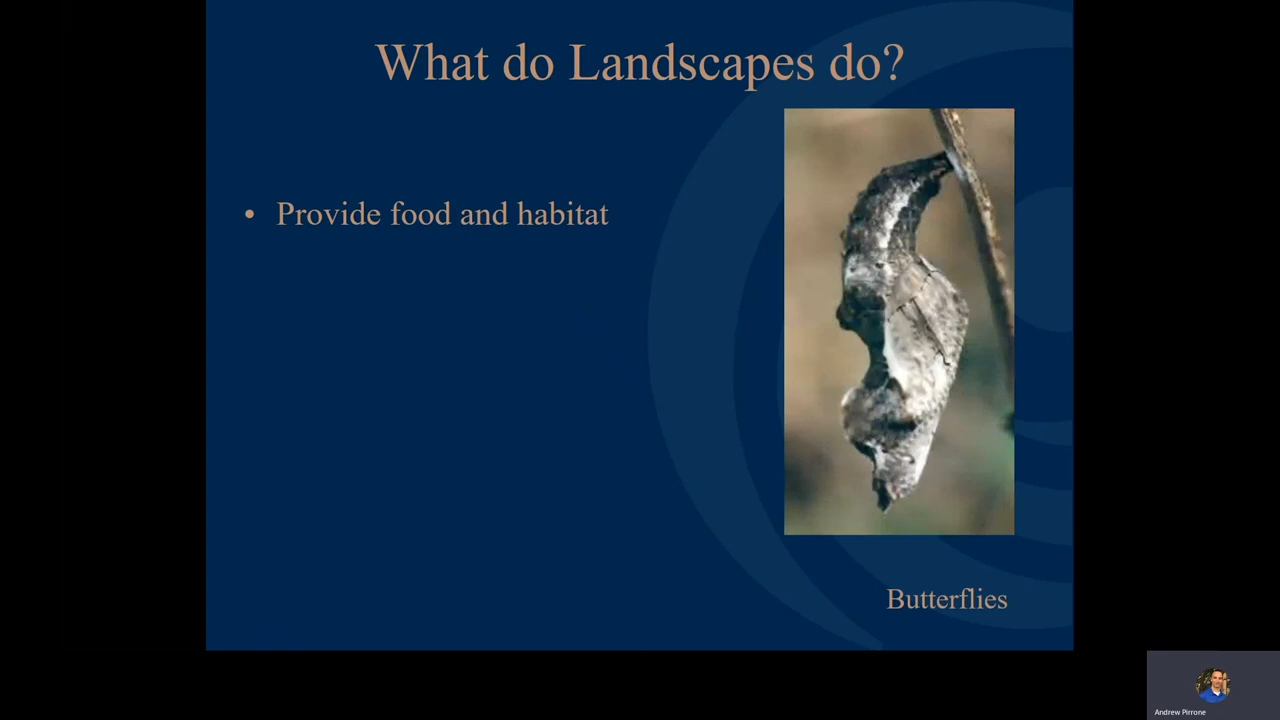 What do Landscapes do?
• Provide food and habitat
Butterflies
Andrew Pirrone